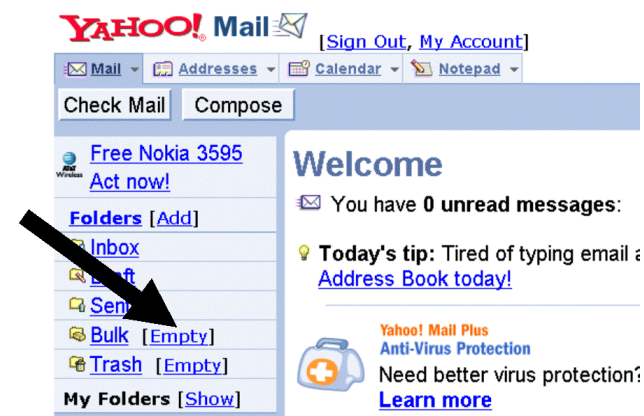 YAHOO! Mail
[Sign Out, My Account]
Mail Addresses Calendar Notepad
Check Mail Compose
AT&T Wireless
Free Nokia 3595
Act now!
Folders [Add]
Inbox
Draft
Sent
Bulk [Empty]
Trash [Empty]
My Folders [Show]
Welcome
You have 0 unread messages:
Today's tip: Tired of typing email a
Address Book today!
Yahoo! Mail Plus
Anti-Virus Protection
Need better virus protection?
Learn more